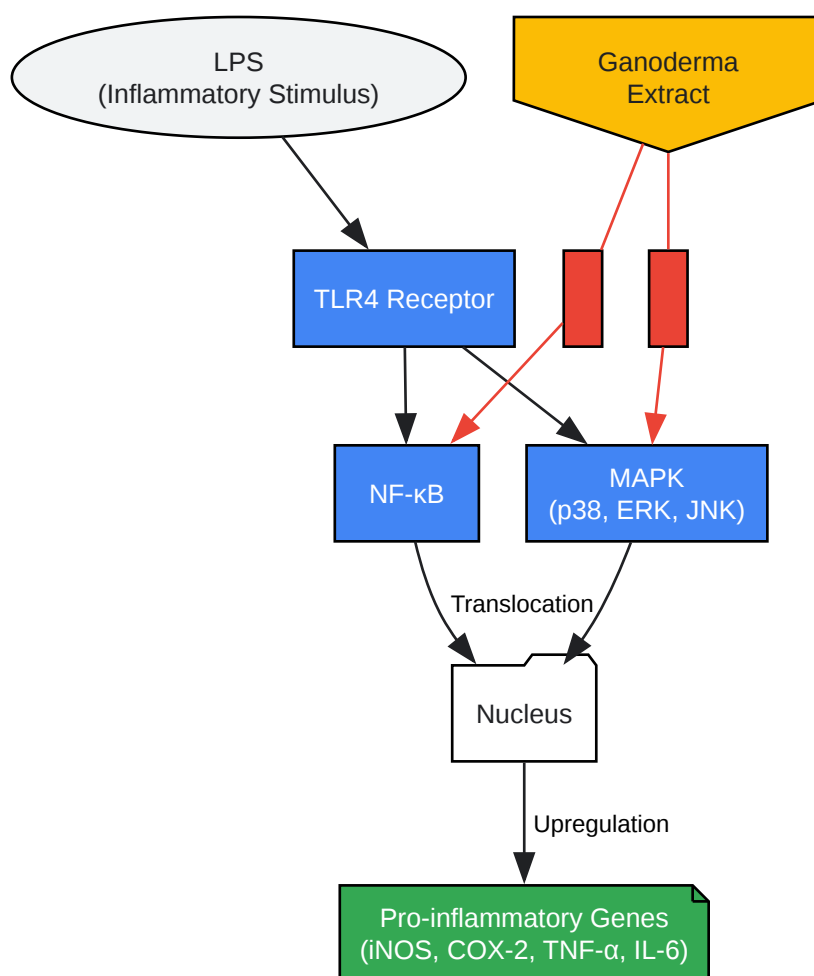 LPS
(Inflammatory Stimulus)
Ganoderma
Extract
TLR4 Receptor
NF-κB
MAPK
(p38, ERK, JNK)
Translocation
Nucleus
Upregulation
Pro-inflammatory Genes
(iNOS, COX-2, TNF-α, IL-6)